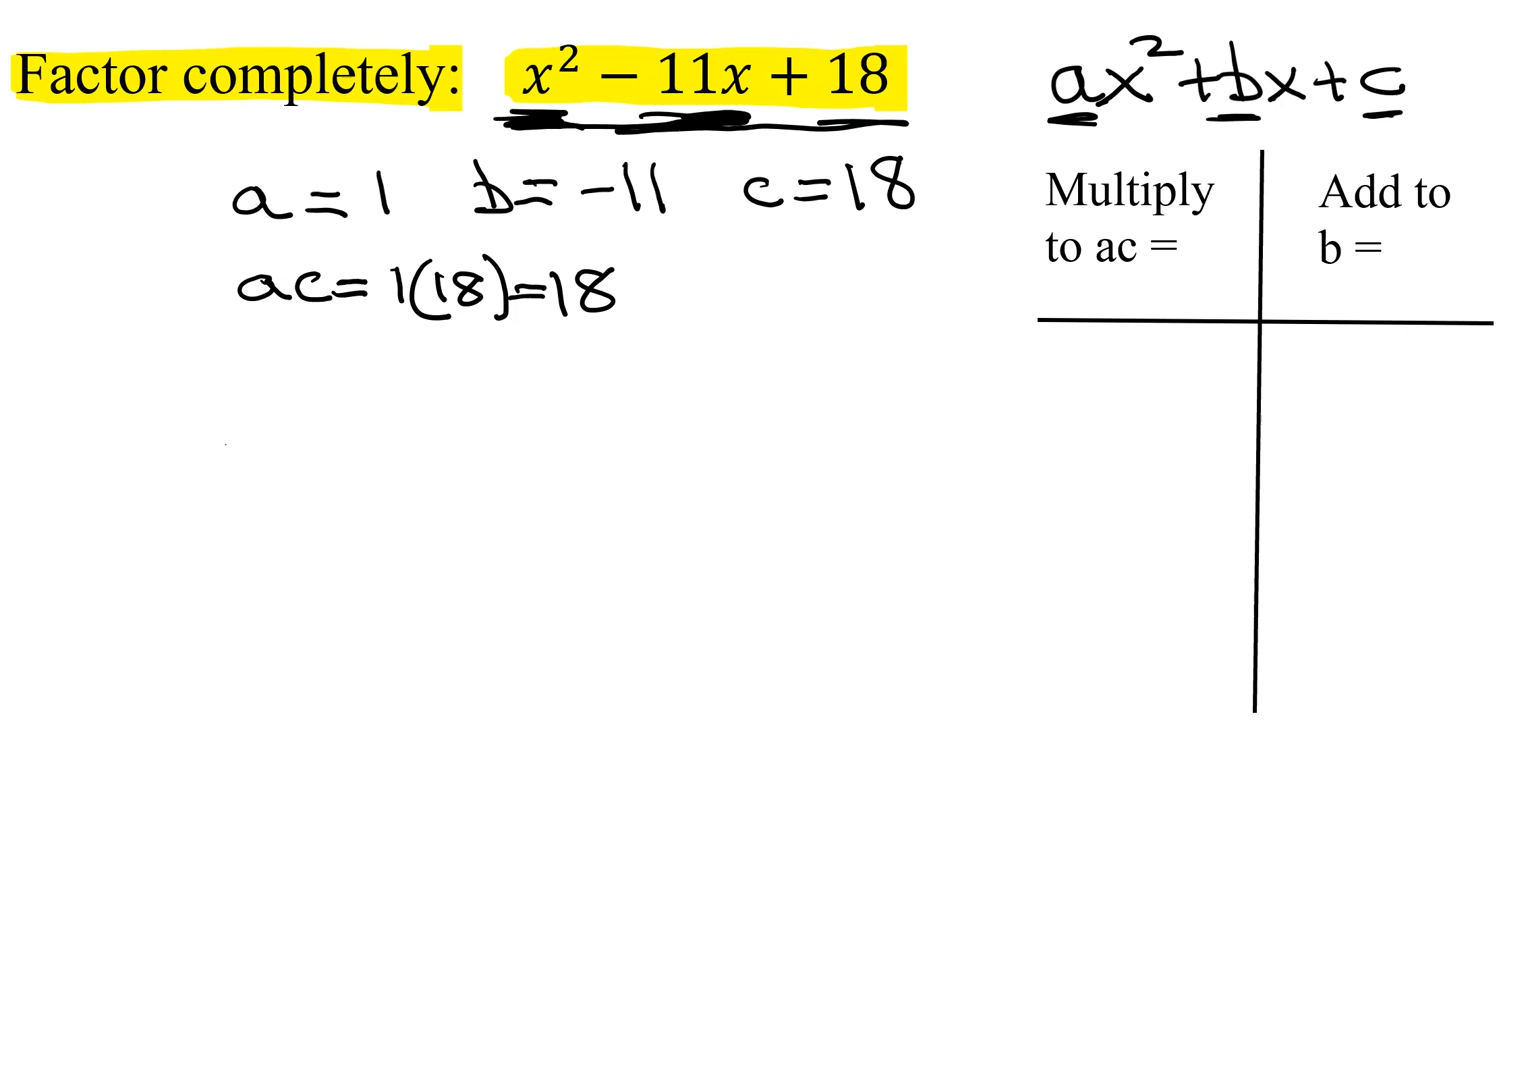 Factor completely: x² − 11x + 18
ax²+bx+c
a = 1 b = -11 c = 18
ac = 1(18) = 18
Multiply to ac =
Add to b =